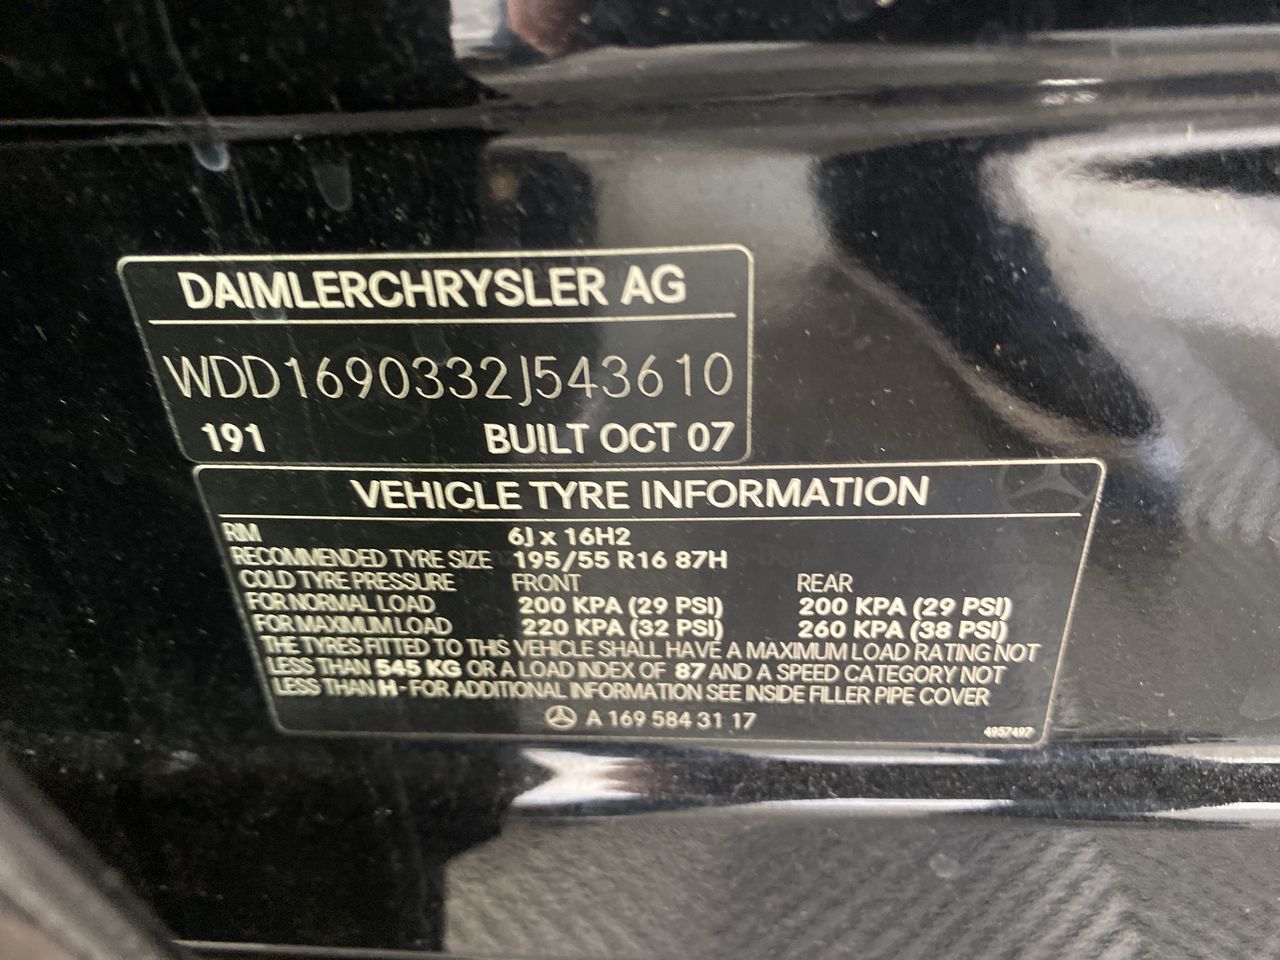 DAIMLERCHRYSLER AG
WDD1690332J543610
191 BUILT OCT 07
VEHICLE TYRE INFORMATION
RIM 6J x 16H2
RECOMMENDED TYRE SIZE 195/55 R16 87H
COLD TYRE PRESSURE FRONT REAR
FOR NORMAL LOAD 200 KPA (29 PSI) 200 KPA (29 PSI)
FOR MAXIMUM LOAD 220 KPA (32 PSI) 260 KPA (38 PSI)
THE TYRES FITTED TO THIS VEHICLE SHALL HAVE A MAXIMUM LOAD RATING NOT
LESS THAN 545 KG OR A LOAD INDEX OF 87 AND A SPEED CATEGORY NOT
LESS THAN H - FOR ADDITIONAL INFORMATION SEE INSIDE FILLER PIPE COVER
A 169 584 31 17
4957497